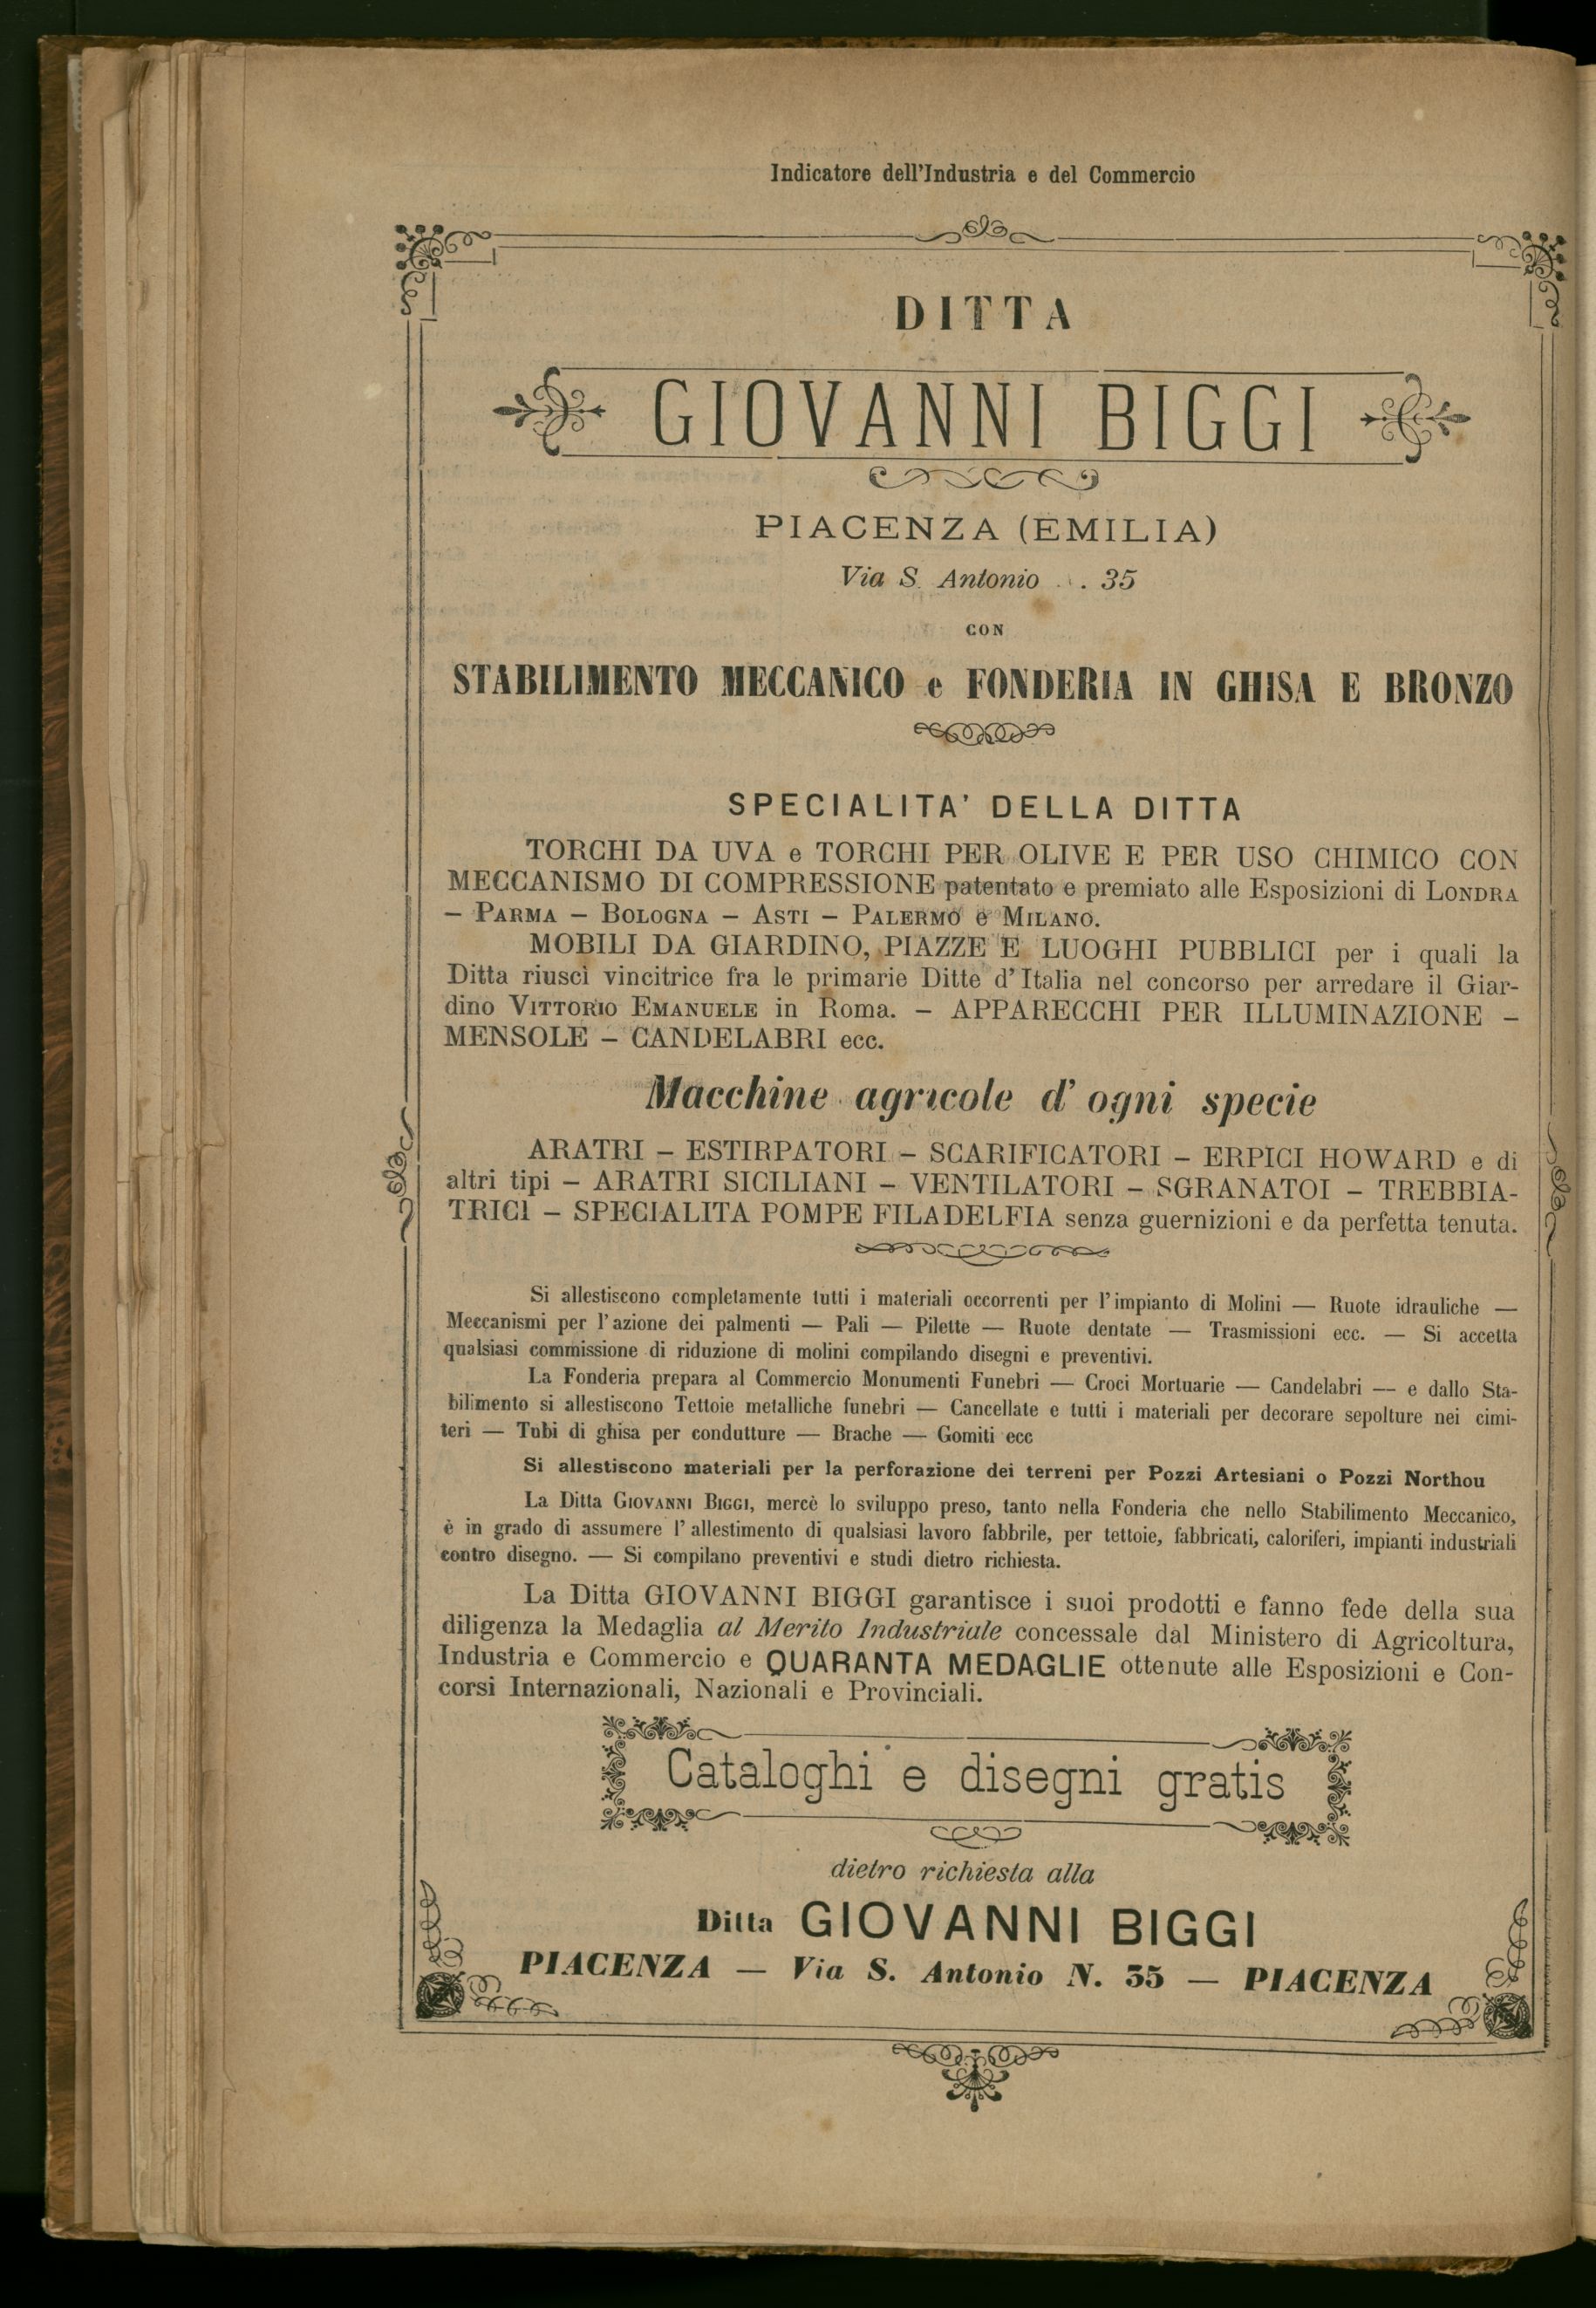 Indicatore dell'Industria e del Commercio
DITTA
GIOVANNI BIGGI
PIACENZA (EMILIA)
Via S. Antonio . . 35
CON
STABILIMENTO MECCANICO e FONDERIA IN GHISA E BRONZO
SPECIALITA' DELLA DITTA
TORCHI DA UVA e TORCHI PER OLIVE E PER USO CHIMICO CON
MECCANISMO DI COMPRESSIONE patentato e premiato alle Esposizioni di LONDRA
– PARMA – BOLOGNA – ASTI – PALERMO e MILANO.
MOBILI DA GIARDINO, PIAZZE E LUOGHI PUBBLICI per i quali la
Ditta riuscì vincitrice fra le primarie Ditte d'Italia nel concorso per arredare il Giar-
dino VITTORIO EMANUELE in Roma. – APPARECCHI PER ILLUMINAZIONE –
MENSOLE – CANDELABRI ecc.
Macchine agricole d'ogni specie
ARATRI – ESTIRPATORI – SCARIFICATORI – ERPICI HOWARD e di
altri tipi – ARATRI SICILIANI – VENTILATORI – SGRANATOI – TREBBIA-
TRICI – SPECIALITA POMPE FILADELFIA senza guernizioni e da perfetta tenuta.
Si allestiscono completamente tutti i materiali occorrenti per l'impianto di Molini — Ruote idrauliche —
Meccanismi per l'azione dei palmenti — Pali — Pilette — Ruote dentate — Trasmissioni ecc. — Si accetta
qualsiasi commissione di riduzione di molini compilando disegni e preventivi.
La Fonderia prepara al Commercio Monumenti Funebri — Croci Mortuarie — Candelabri — e dallo Sta-
bilimento si allestiscono Tettoie metalliche funebri — Cancellate e tutti i materiali per decorare sepolture nei cimi-
teri — Tubi di ghisa per condutture — Brache — Gomiti ecc
Si allestiscono materiali per la perforazione dei terreni per Pozzi Artesiani o Pozzi Northou
La Ditta GIOVANNI BIGGI, mercè lo sviluppo preso, tanto nella Fonderia che nello Stabilimento Meccanico,
è in grado di assumere l'allestimento di qualsiasi lavoro fabbrile, per tettoie, fabbricati, caloriferi, impianti industriali
contro disegno. — Si compilano preventivi e studi dietro richiesta.
La Ditta GIOVANNI BIGGI garantisce i suoi prodotti e fanno fede della sua
diligenza la Medaglia al Merito Industriale concessale dal Ministero di Agricoltura,
Industria e Commercio e QUARANTA MEDAGLIE ottenute alle Esposizioni e Con-
corsi Internazionali, Nazionali e Provinciali.
Cataloghi e disegni gratis
dietro richiesta alla
Ditta GIOVANNI BIGGI
PIACENZA — Via S. Antonio N. 35 — PIACENZA